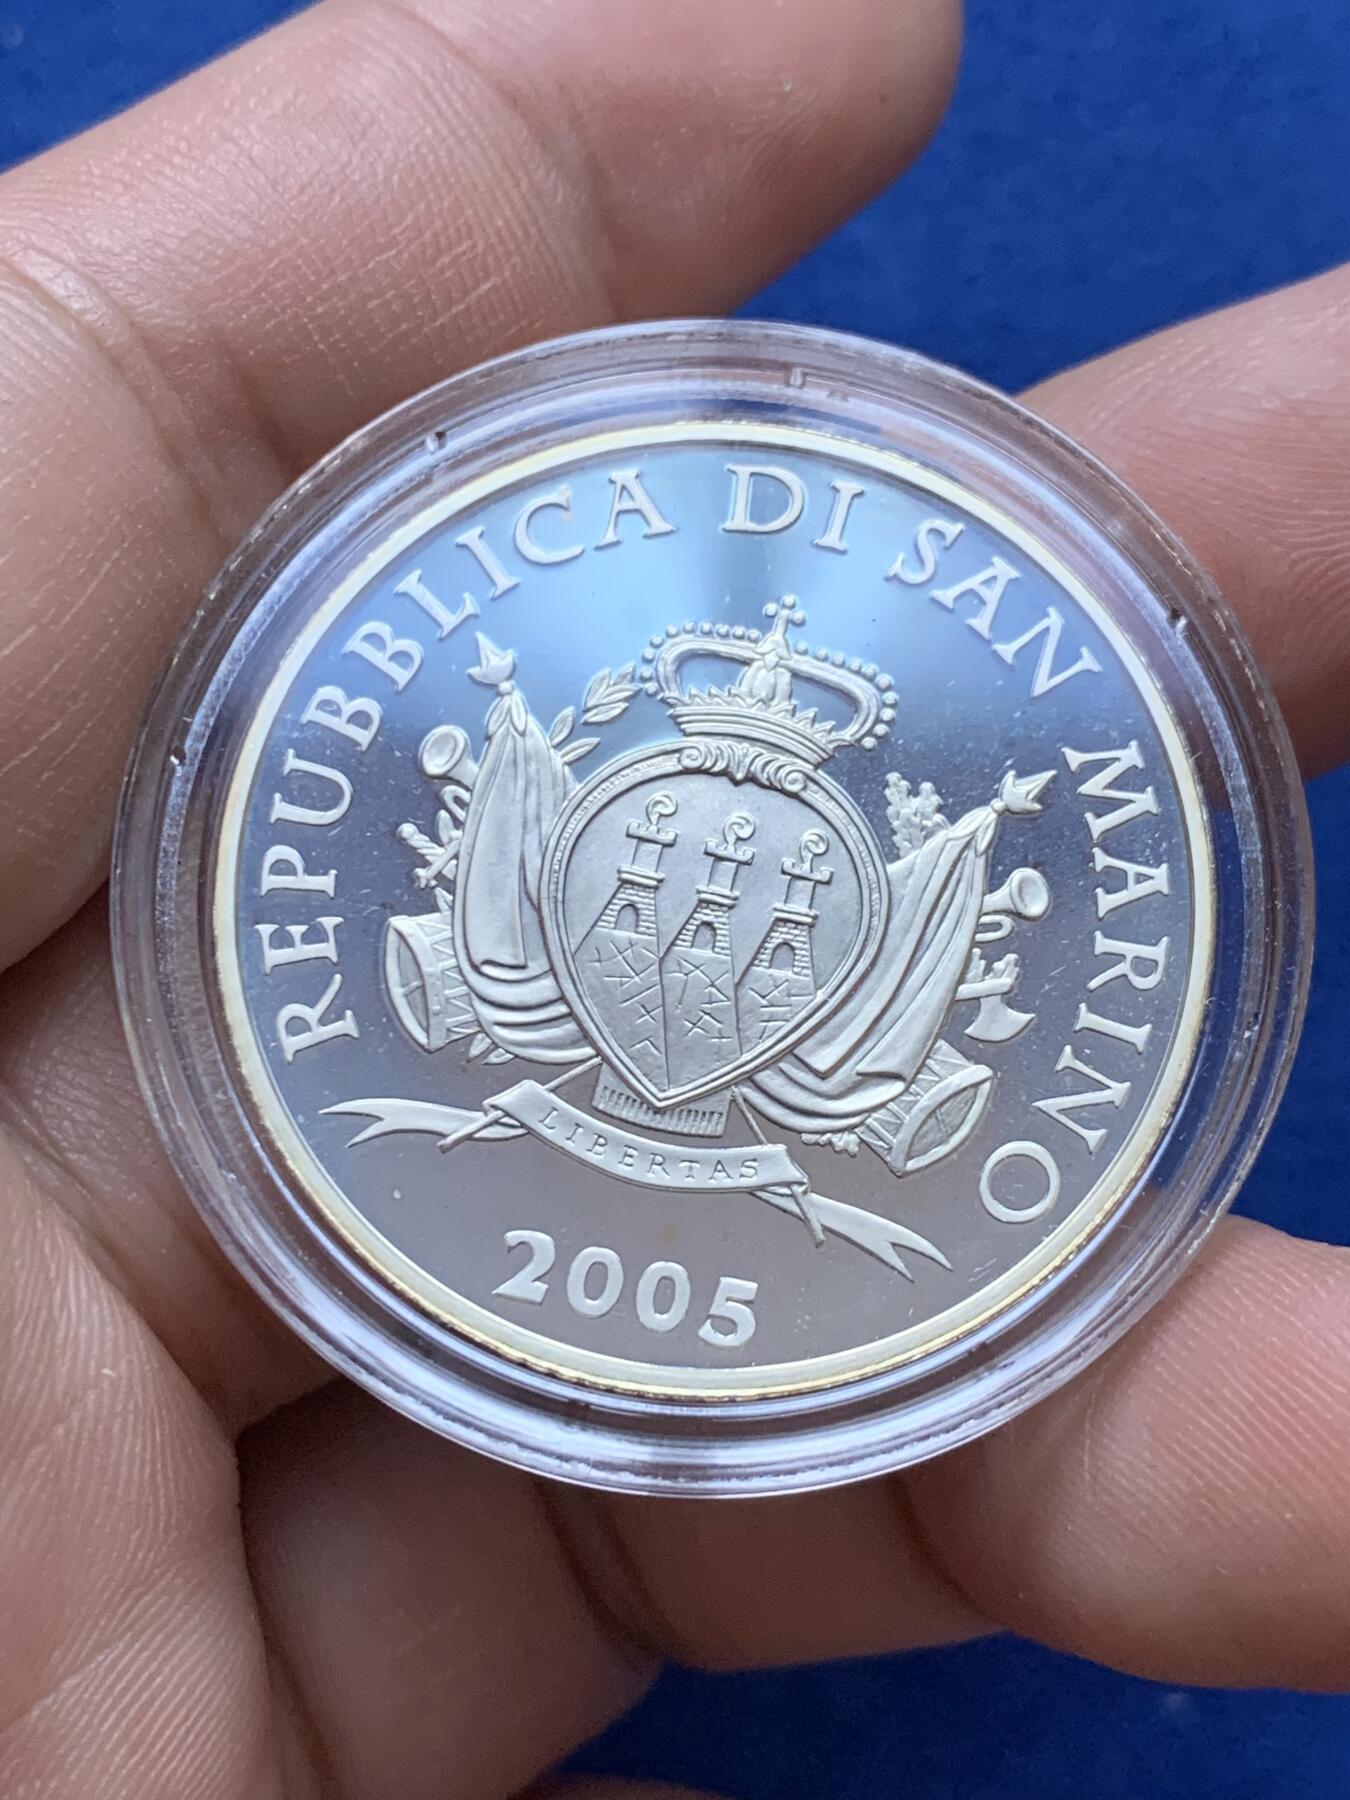 REPUBBLICA DI SAN MARINO
LIBERTAS
2005